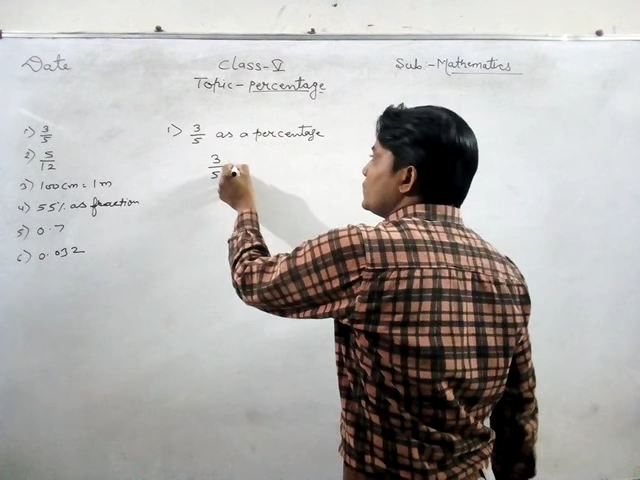 Date
Class-V
Sub-Mathematics
Topic-percentage
1) 3/5
2) 5/12
3) 100cm = 1m
4) 55% as fraction
5) 0.7
6) 0.032
1) 3/5 as a percentage
3/5